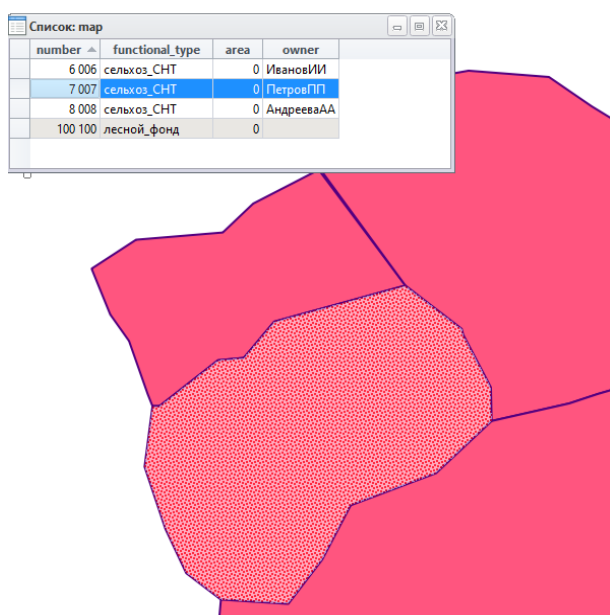 Список: map
number functional_type area owner
6 006 сельхоз_СНТ 0 ИвановИИ
7 007 сельхоз_СНТ 0 ПетровПП
8 008 сельхоз_СНТ 0 АндрееваАА
100 100 лесной_фонд 0